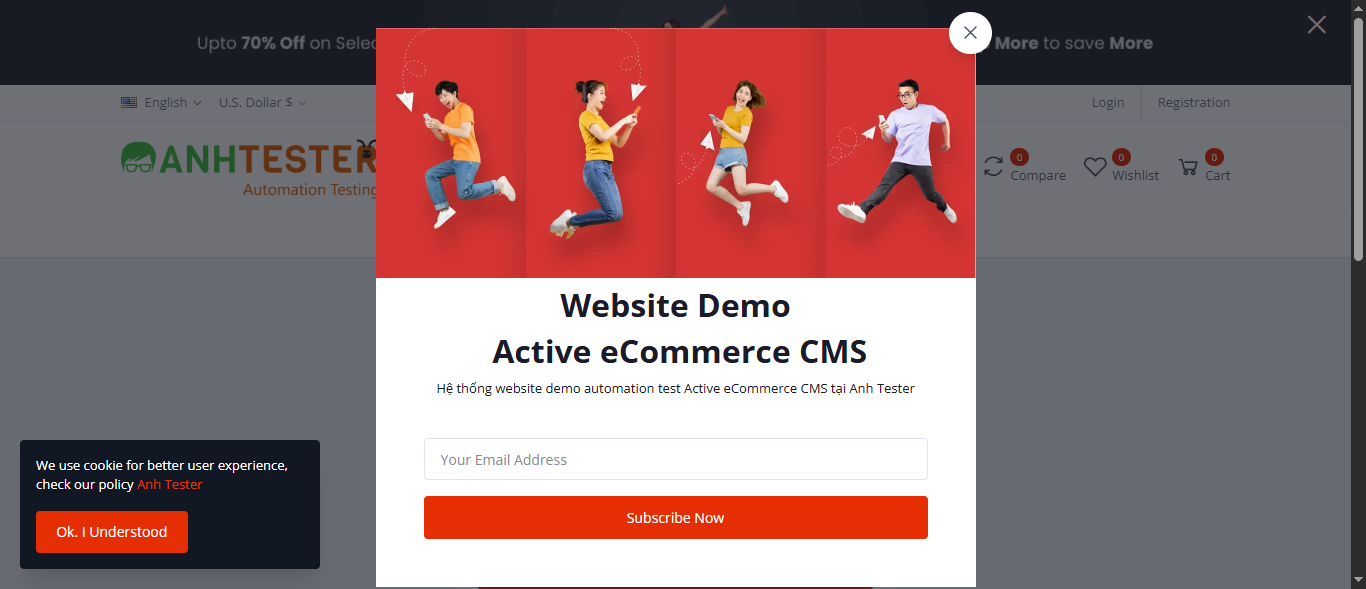 Upto 70% Off on Selec
More to save More
English
U.S. Dollar $
Login
Registration
ANHTESTER
Automation Testing
0
Compare
0
Wishlist
0
Cart
Website Demo
Active eCommerce CMS
Hệ thống website demo automation test Active eCommerce CMS tại Anh Tester
Your Email Address
Subscribe Now
We use cookie for better user experience,
check our policy Anh Tester
Ok. I Understood